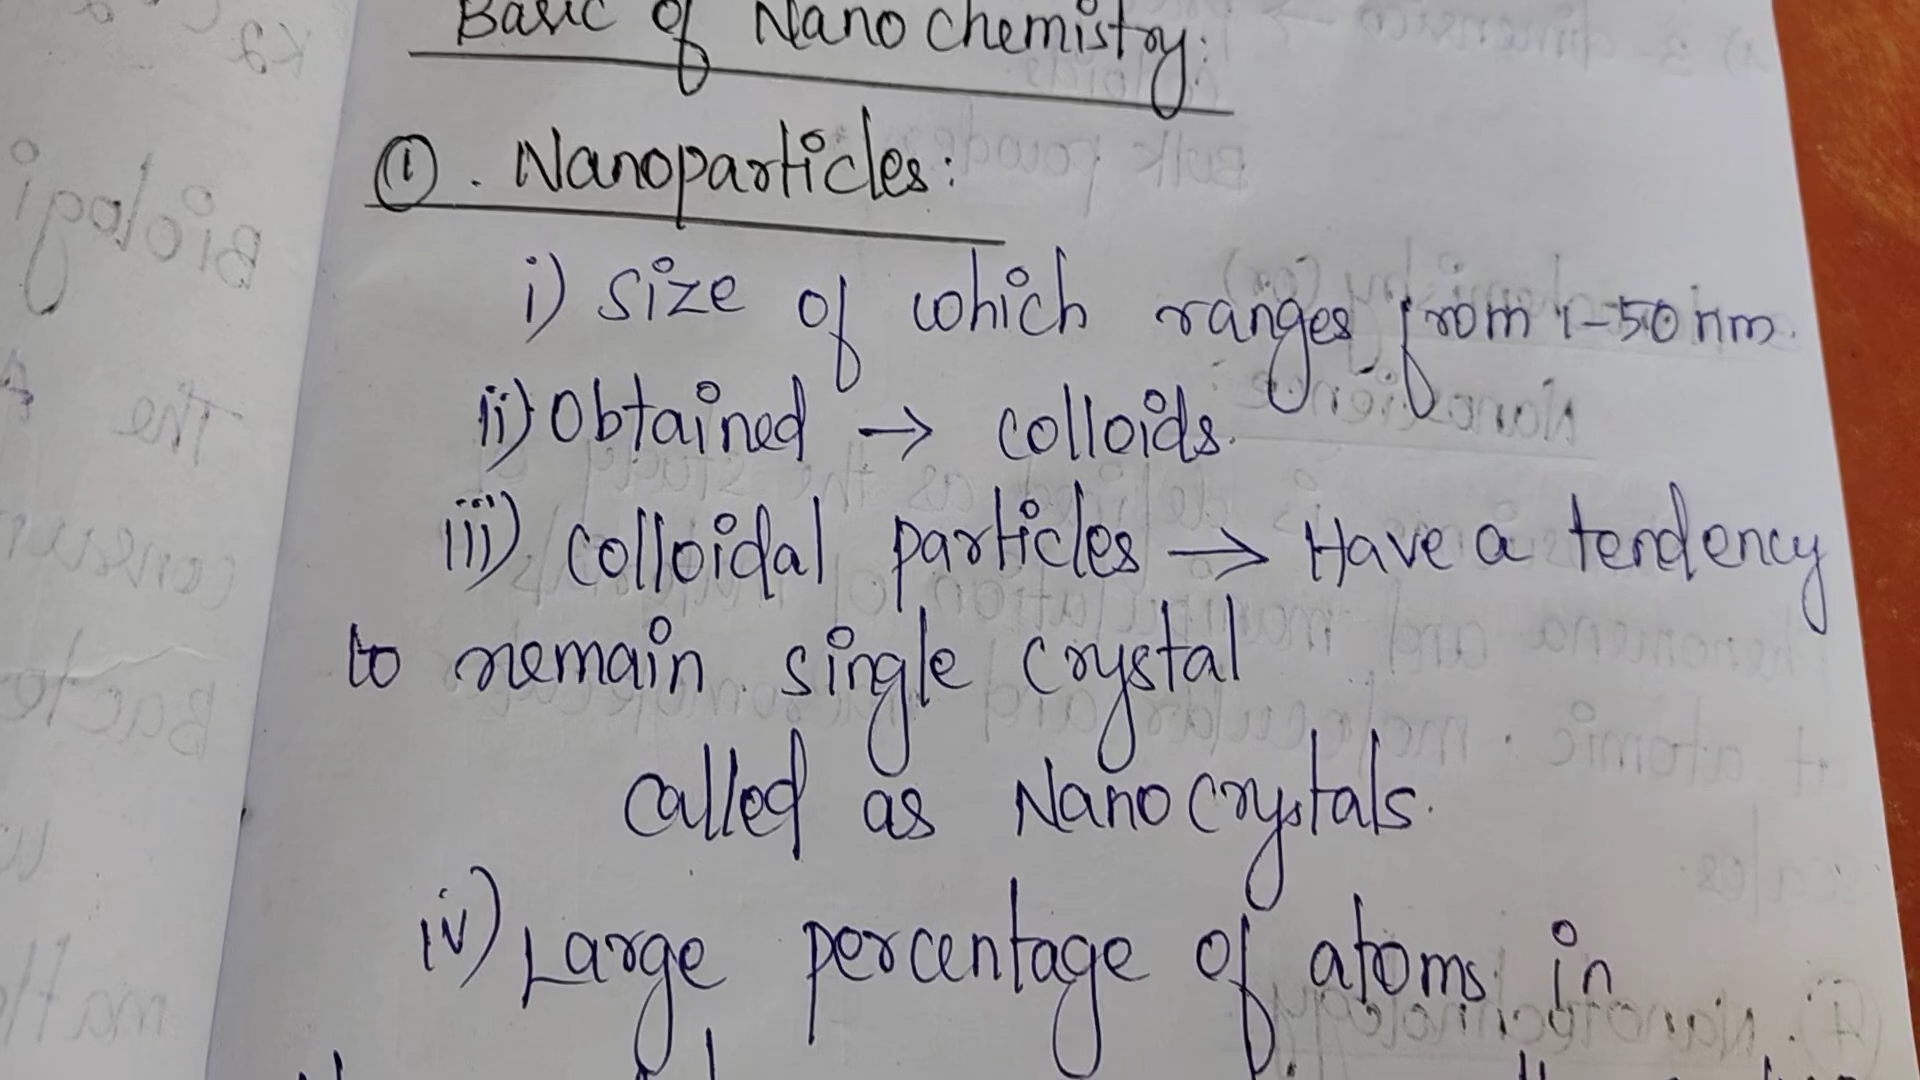 Basic of Nano chemistry:
① . Nanoparticles:
i) Size of which ranges from 1-50 nm.
ii) Obtained → colloids.
iii) Colloidal particles → Have a tendency
to remain single crystal
called as Nano crystals.
iv) Large percentage of atoms in